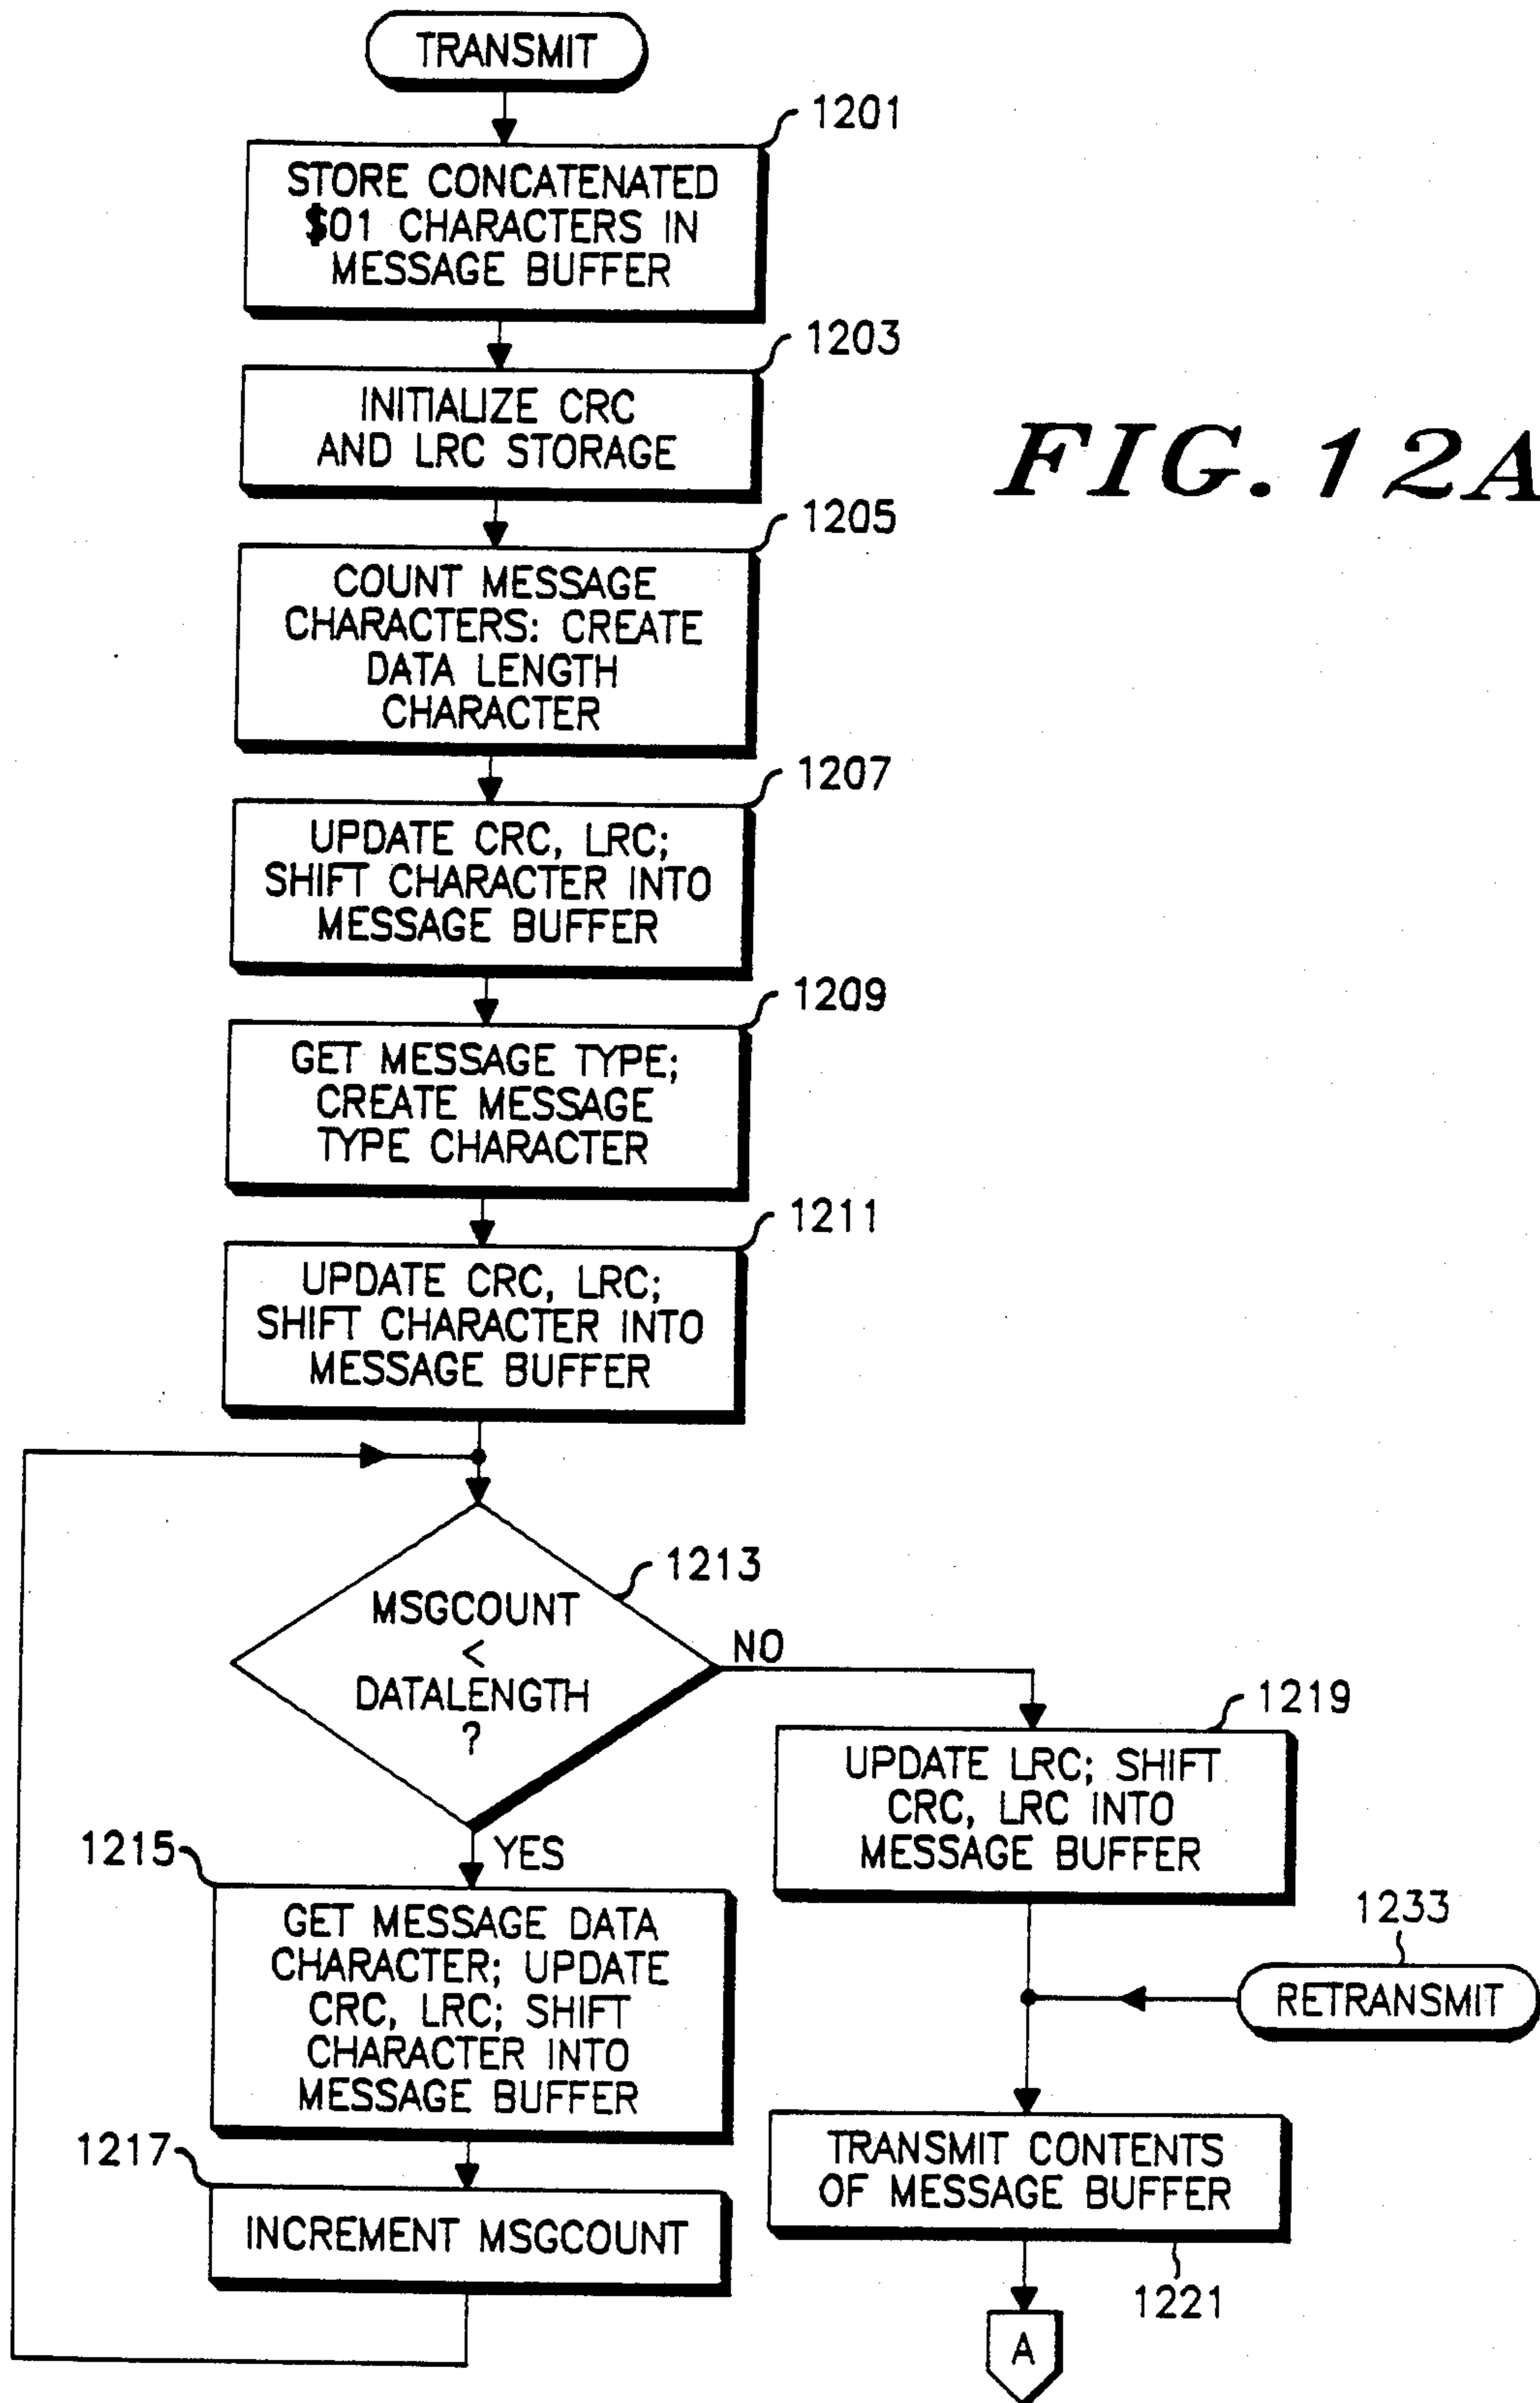 TRANSMIT
1201
STORE CONCATENATED
$01 CHARACTERS IN
MESSAGE BUFFER
1203
INITIALIZE CRC
AND LRC STORAGE
FIG. 12A
1205
COUNT MESSAGE
CHARACTERS: CREATE
DATA LENGTH
CHARACTER
1207
UPDATE CRC, LRC;
SHIFT CHARACTER INTO
MESSAGE BUFFER
1209
GET MESSAGE TYPE;
CREATE MESSAGE
TYPE CHARACTER
1211
UPDATE CRC, LRC;
SHIFT CHARACTER INTO
MESSAGE BUFFER
1213
MSGCOUNT
<
DATALENGTH
?
NO
YES
1215
GET MESSAGE DATA
CHARACTER; UPDATE
CRC, LRC; SHIFT
CHARACTER INTO
MESSAGE BUFFER
1217
INCREMENT MSGCOUNT
1219
UPDATE LRC; SHIFT
CRC, LRC INTO
MESSAGE BUFFER
1233
RETRANSMIT
TRANSMIT CONTENTS
OF MESSAGE BUFFER
1221
A